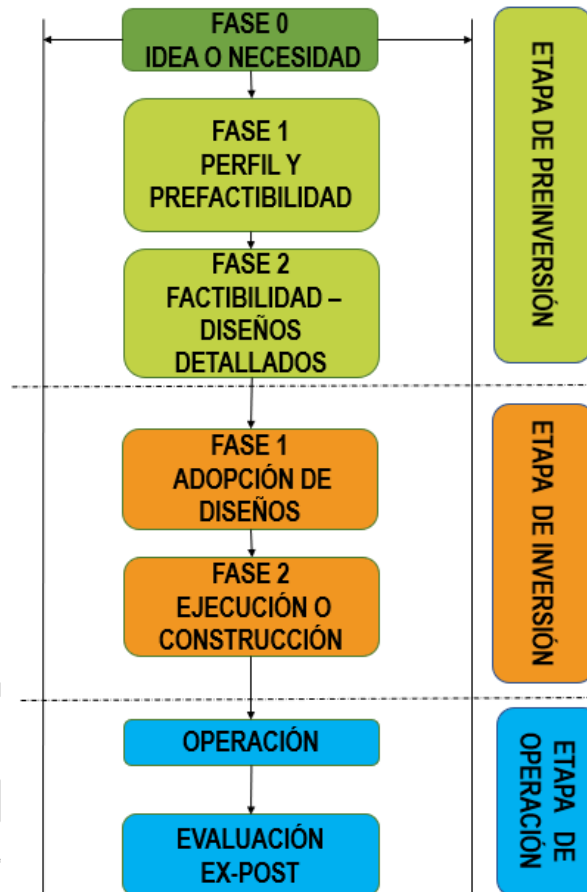 FASE 0
IDEA O NECESIDAD
FASE 1
PERFIL Y
PREFACTIBILIDAD
FASE 2
FACTIBILIDAD –
DISEÑOS
DETALLADOS
ETAPA DE PREINVERSIÓN
FASE 1
ADOPCIÓN DE
DISEÑOS
FASE 2
EJECUCIÓN O
CONSTRUCCIÓN
ETAPA DE INVERSIÓN
OPERACIÓN
EVALUACIÓN
EX-POST
ETAPA DE
OPERACIÓN